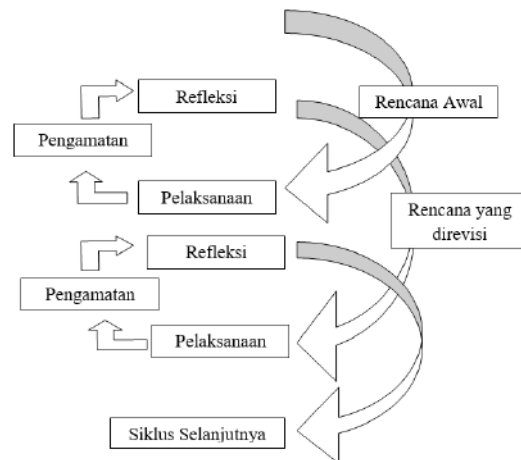 Refleksi
Rencana Awal
Pengamatan
Pelaksanaan
Rencana yang
direvisi
Refleksi
Pengamatan
Pelaksanaan
Siklus Selanjutnya